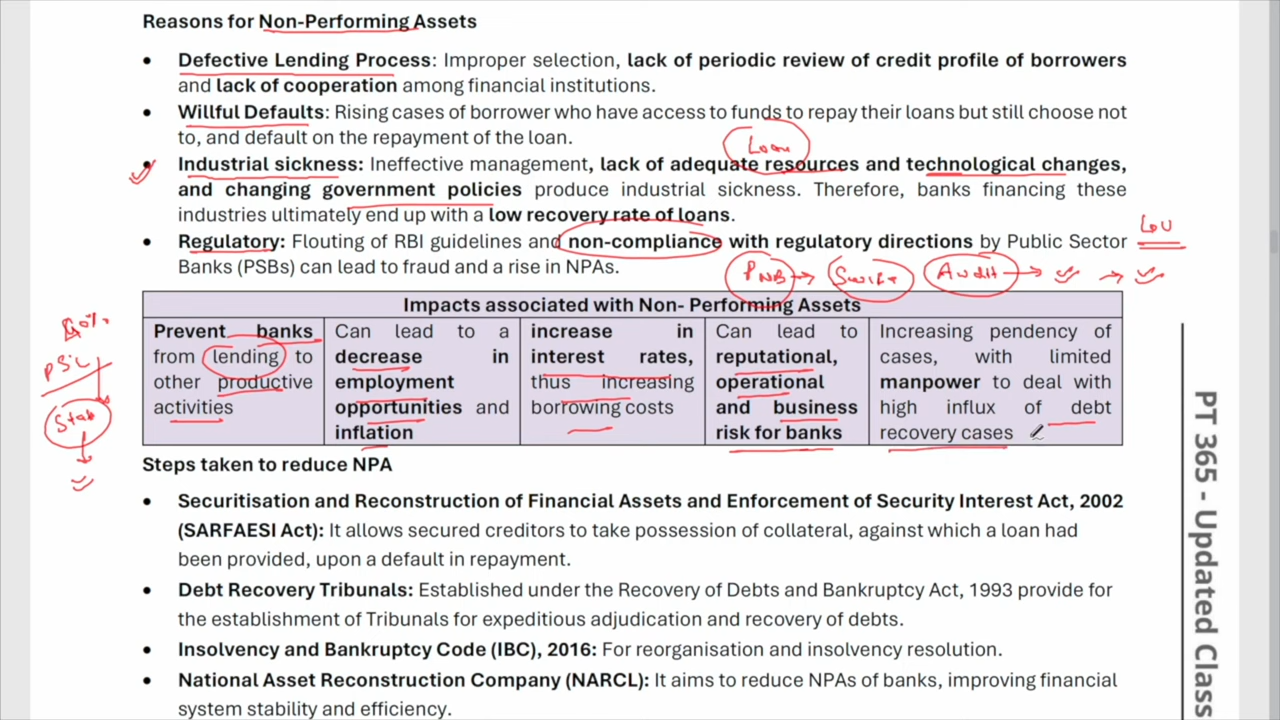 Reasons for Non-Performing Assets
• Defective Lending Process: Improper selection, lack of periodic review of credit profile of borrowers
and lack of cooperation among financial institutions.
• Willful Defaults: Rising cases of borrower who have access to funds to repay their loans but still choose not
to, and default on the repayment of the loan.
Loan
• Industrial sickness: Ineffective management, lack of adequate resources and technological changes,
and changing government policies produce industrial sickness. Therefore, banks financing these
industries ultimately end up with a low recovery rate of loans.
LOU
• Regulatory: Flouting of RBI guidelines and non-compliance with regulatory directions by Public Sector
Banks (PSBs) can lead to fraud and a rise in NPAs.
PNB → Swift Audit →
Impacts associated with Non- Performing Assets
40%
PSL
Prevent banks
from lending to
other productive
activities
Can lead to a
decrease in
employment
opportunities and
inflation
increase in
interest rates,
thus increasing
borrowing costs
Can lead to
reputational,
operational
and business
risk for banks
Increasing pendency of
cases, with limited
manpower to deal with
high influx of debt
recovery cases
Steps taken to reduce NPA
• Securitisation and Reconstruction of Financial Assets and Enforcement of Security Interest Act, 2002
(SARFAESI Act): It allows secured creditors to take possession of collateral, against which a loan had
been provided, upon a default in repayment.
• Debt Recovery Tribunals: Established under the Recovery of Debts and Bankruptcy Act, 1993 provide for
the establishment of Tribunals for expeditious adjudication and recovery of debts.
• Insolvency and Bankruptcy Code (IBC), 2016: For reorganisation and insolvency resolution.
• National Asset Reconstruction Company (NARCL): It aims to reduce NPAs of banks, improving financial
system stability and efficiency.
PT 365 - Updated Class